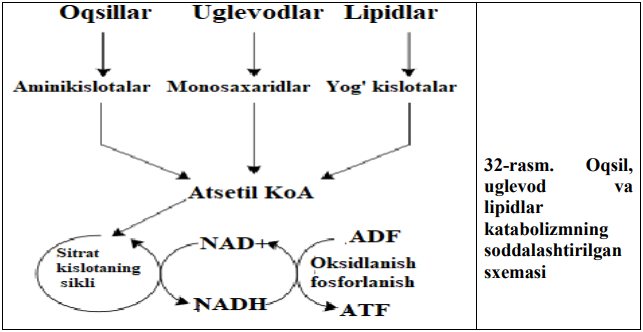 Oqsillar Uglevodlar Lipidlar
Aminikislotalar Monosaxaridlar Yog' kislotalar
Atsetil KoA
Sitrat
kislotaning
sikli
NAD+
NADH
ADF
Oksidlanish
fosforlanish
ATF
32-rasm. Oqsil,
uglevod va
lipidlar
katabolizmning
soddalashtirilgan
sxemasi